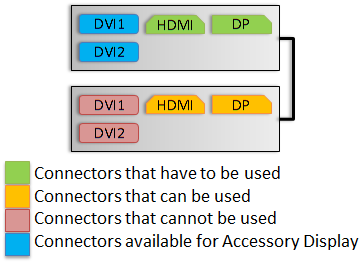 DVI1 HDMI DP
DVI2
DVI1 HDMI DP
DVI2
Connectors that have to be used
Connectors that can be used
Connectors that cannot be used
Connectors available for Accessory Display